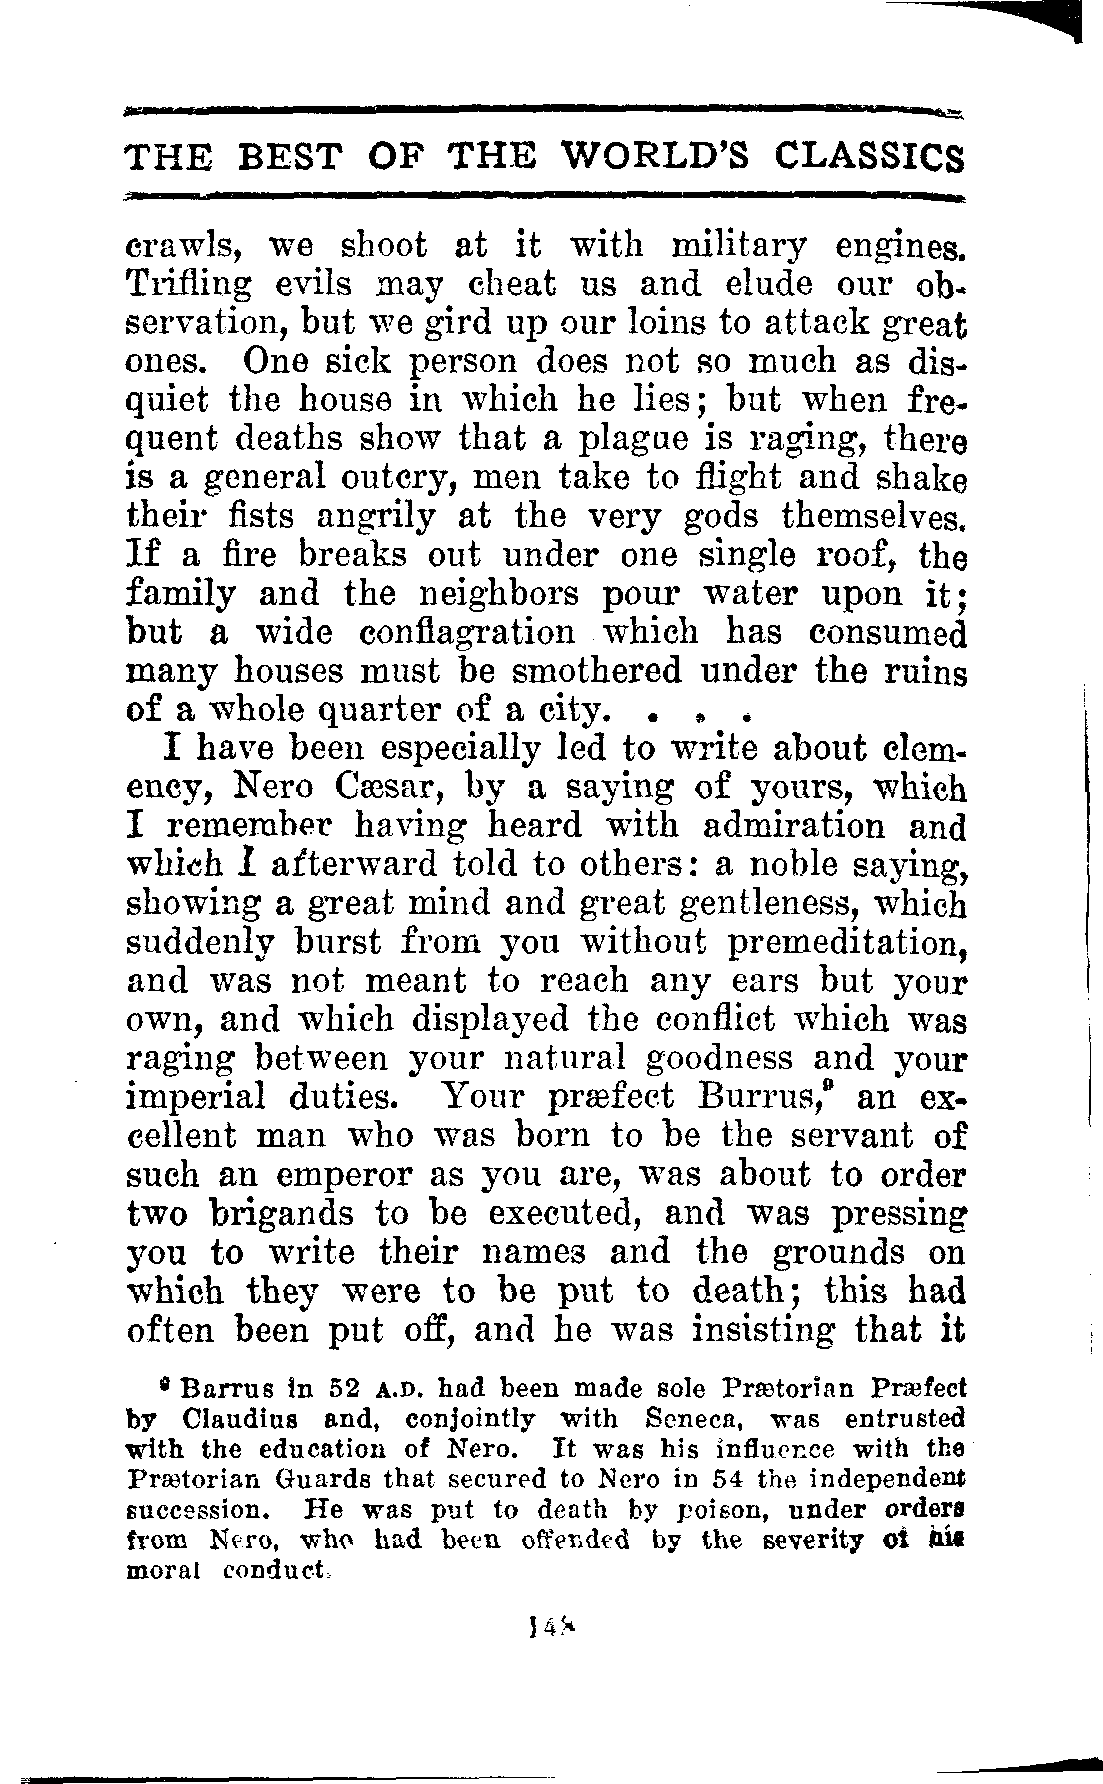 THE BEST OF THE WORLD'S CLASSICS
crawls, we shoot at it with military engines.
Trifling evils may cheat us and elude our ob-
servation, but we gird up our loins to attack great
ones. One sick person does not so much as dis-
quiet the house in which he lies; but when fre-
quent deaths show that a plague is raging, there
is a general outcry, men take to flight and shake
their fists angrily at the very gods themselves.
If a fire breaks out under one single roof, the
family and the neighbors pour water upon it;
but a wide conflagration which has consumed
many houses must be smothered under the ruins
of a whole quarter of a city. . . .
I have been especially led to write about clem-
ency, Nero Cæsar, by a saying of yours, which
I remember having heard with admiration and
which I afterward told to others: a noble saying,
showing a great mind and great gentleness, which
suddenly burst from you without premeditation,
and was not meant to reach any ears but your
own, and which displayed the conflict which was
raging between your natural goodness and your
imperial duties. Your præfect Burrus,⁹ an ex-
cellent man who was born to be the servant of
such an emperor as you are, was about to order
two brigands to be executed, and was pressing
you to write their names and the grounds on
which they were to be put to death; this had
often been put off, and he was insisting that it
⁹ Barrus in 52 A.D. had been made sole Prætorian Præfect
by Claudius and, conjointly with Seneca, was entrusted
with the education of Nero. It was his influence with the
Prætorian Guards that secured to Nero in 54 the independent
succession. He was put to death by poison, under orders
from Nero, who had been offended by the severity of his
moral conduct.
148